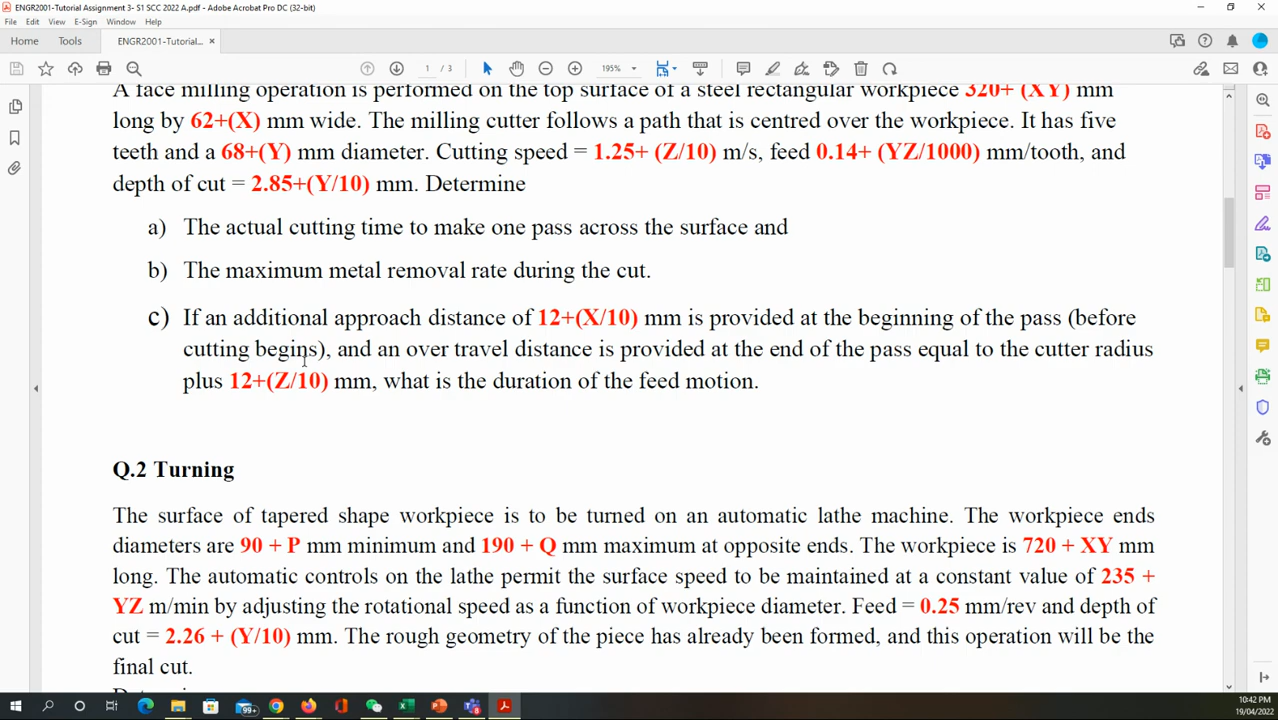 ENGR2001-Tutorial Assignment 3- S1 SCC 2022 A.pdf - Adobe Acrobat Pro DC (32-bit)
File Edit View E-Sign Window Help
Home Tools ENGR2001-Tutorial... ×
1 / 3 195%
A face milling operation is performed on the top surface of a steel rectangular workpiece 320+ (XY) mm
long by 62+(X) mm wide. The milling cutter follows a path that is centred over the workpiece. It has five
teeth and a 68+(Y) mm diameter. Cutting speed = 1.25+ (Z/10) m/s, feed 0.14+ (YZ/1000) mm/tooth, and
depth of cut = 2.85+(Y/10) mm. Determine
a) The actual cutting time to make one pass across the surface and
b) The maximum metal removal rate during the cut.
c) If an additional approach distance of 12+(X/10) mm is provided at the beginning of the pass (before
cutting begins), and an over travel distance is provided at the end of the pass equal to the cutter radius
plus 12+(Z/10) mm, what is the duration of the feed motion.
Q.2 Turning
The surface of tapered shape workpiece is to be turned on an automatic lathe machine. The workpiece ends
diameters are 90 + P mm minimum and 190 + Q mm maximum at opposite ends. The workpiece is 720 + XY mm
long. The automatic controls on the lathe permit the surface speed to be maintained at a constant value of 235 +
YZ m/min by adjusting the rotational speed as a function of workpiece diameter. Feed = 0.25 mm/rev and depth of
cut = 2.26 + (Y/10) mm. The rough geometry of the piece has already been formed, and this operation will be the
final cut.
99+
10:42 PM
19/04/2022